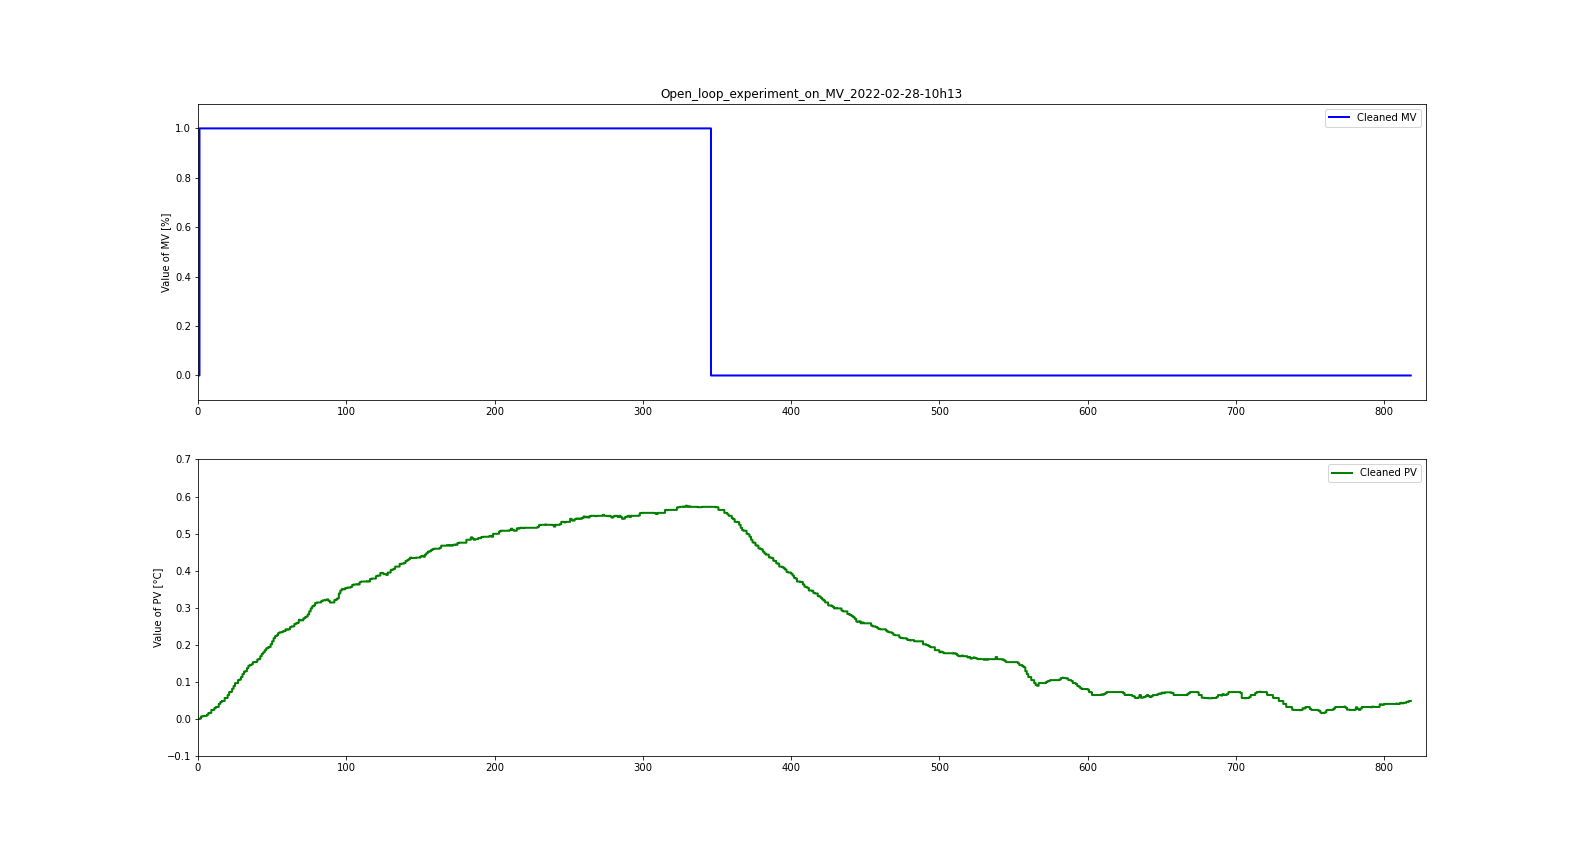 Open_loop_experiment_on_MV_2022-02-28-10h13
Cleaned MV
Value of MV [%]
1.0
0.8
0.6
0.4
0.2
0.0
0 100 200 300 400 500 600 700 800
Cleaned PV
Value of PV [°C]
0.7
0.6
0.5
0.4
0.3
0.2
0.1
0.0
−0.1
0 100 200 300 400 500 600 700 800